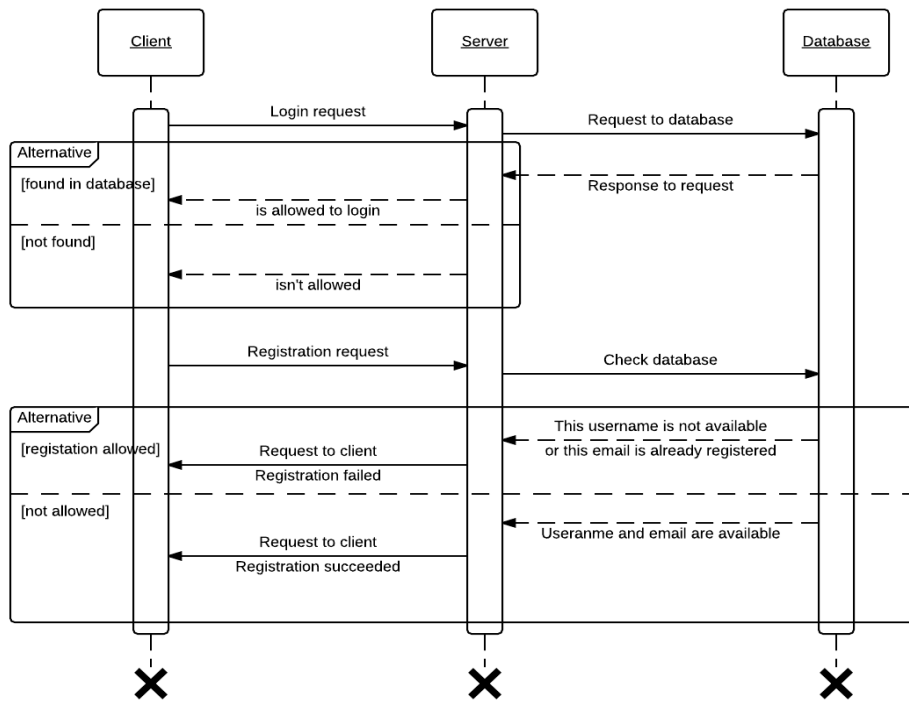 Client
Server
Database
Login request
Request to database
Alternative
[found in database]
Response to request
is allowed to login
[not found]
isn't allowed
Registration request
Check database
Alternative
This username is not available
[registation allowed]
Request to client
or this email is already registered
Registration failed
[not allowed]
Useranme and email are available
Request to client
Registration succeeded